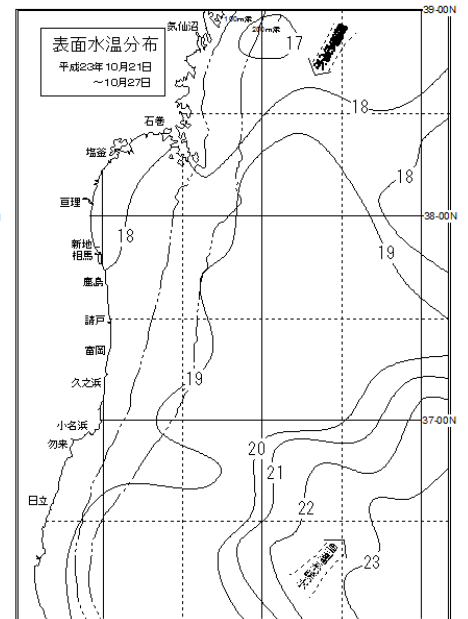 表面水温分布
平成23年10月21日
～10月27日
気仙沼
100m深
200m深
17
39-00N
石巻
塩釜
18
18
亘理
18
38-00N
新地
相馬
鹿島
19
請戸
富岡
久之浜
19
小名浜
勿来
37-00N
20
21
22
日立
23